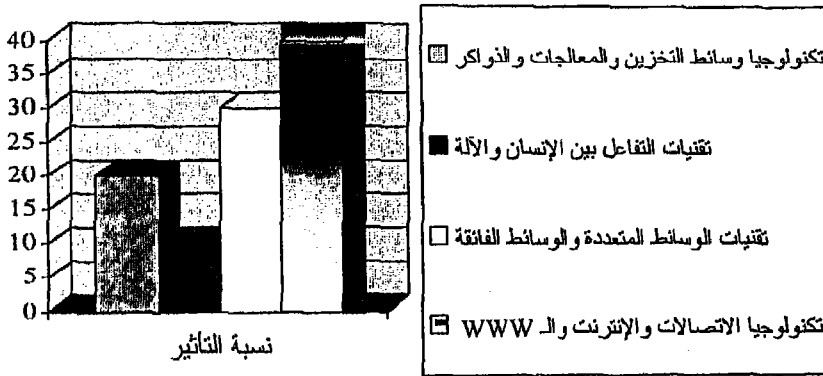 40
35
30
25
20
15
10
5
0
نسبة التأثير
تكنولوجيا وسائط التخزين والمعالجات والذواكر
تقنيات التفاعل بين الإنسان والآلة
تقنيات الوسائط المتعددة والوسائط الفائقة
تكنولوجيا الاتصالات والإنترنت والـ WWW